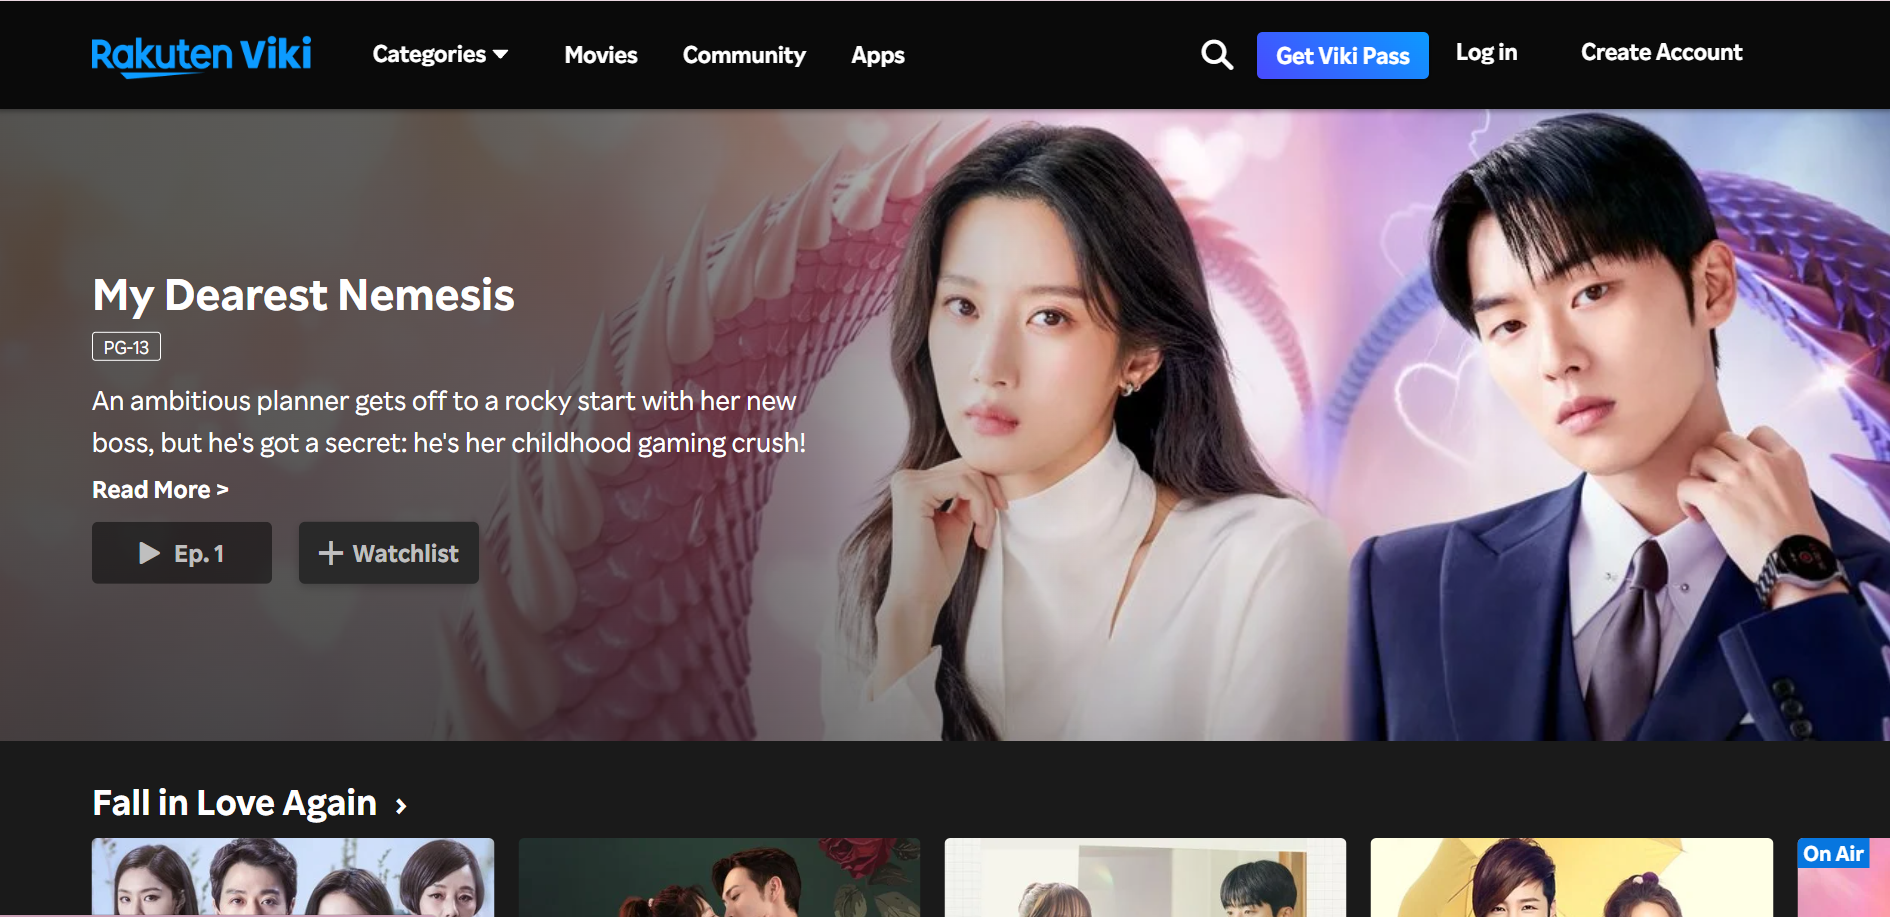 Rakuten Viki
Categories
Movies
Community
Apps
Get Viki Pass
Log in
Create Account
My Dearest Nemesis
PG-13
An ambitious planner gets off to a rocky start with her new
boss, but he's got a secret: he's her childhood gaming crush!
Read More >
Ep. 1
+ Watchlist
Fall in Love Again >
On Air